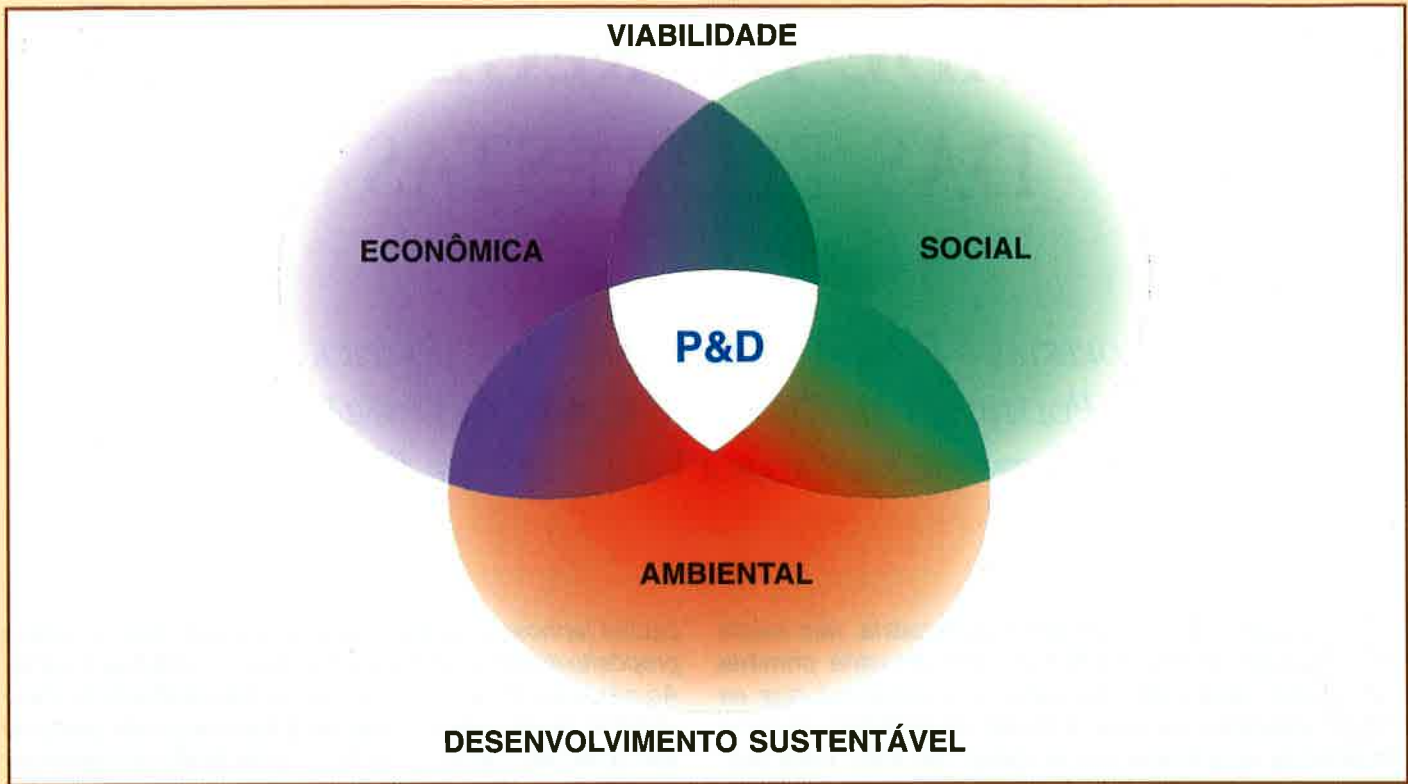 VIABILIDADE
ECONÔMICA
SOCIAL
P&D
AMBIENTAL
DESENVOLVIMENTO SUSTENTÁVEL